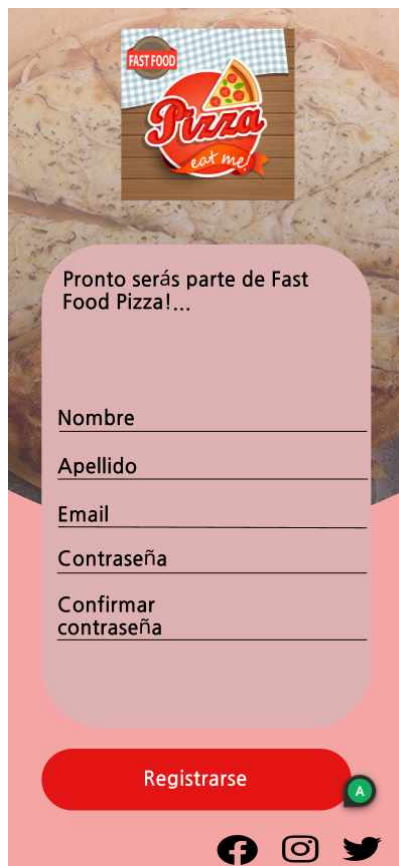 FAST FOOD
Pizza
eat me!
Pronto serás parte de Fast
Food Pizza!...
Nombre
Apellido
Email
Contraseña
Confirmar
contraseña
Registrarse
A